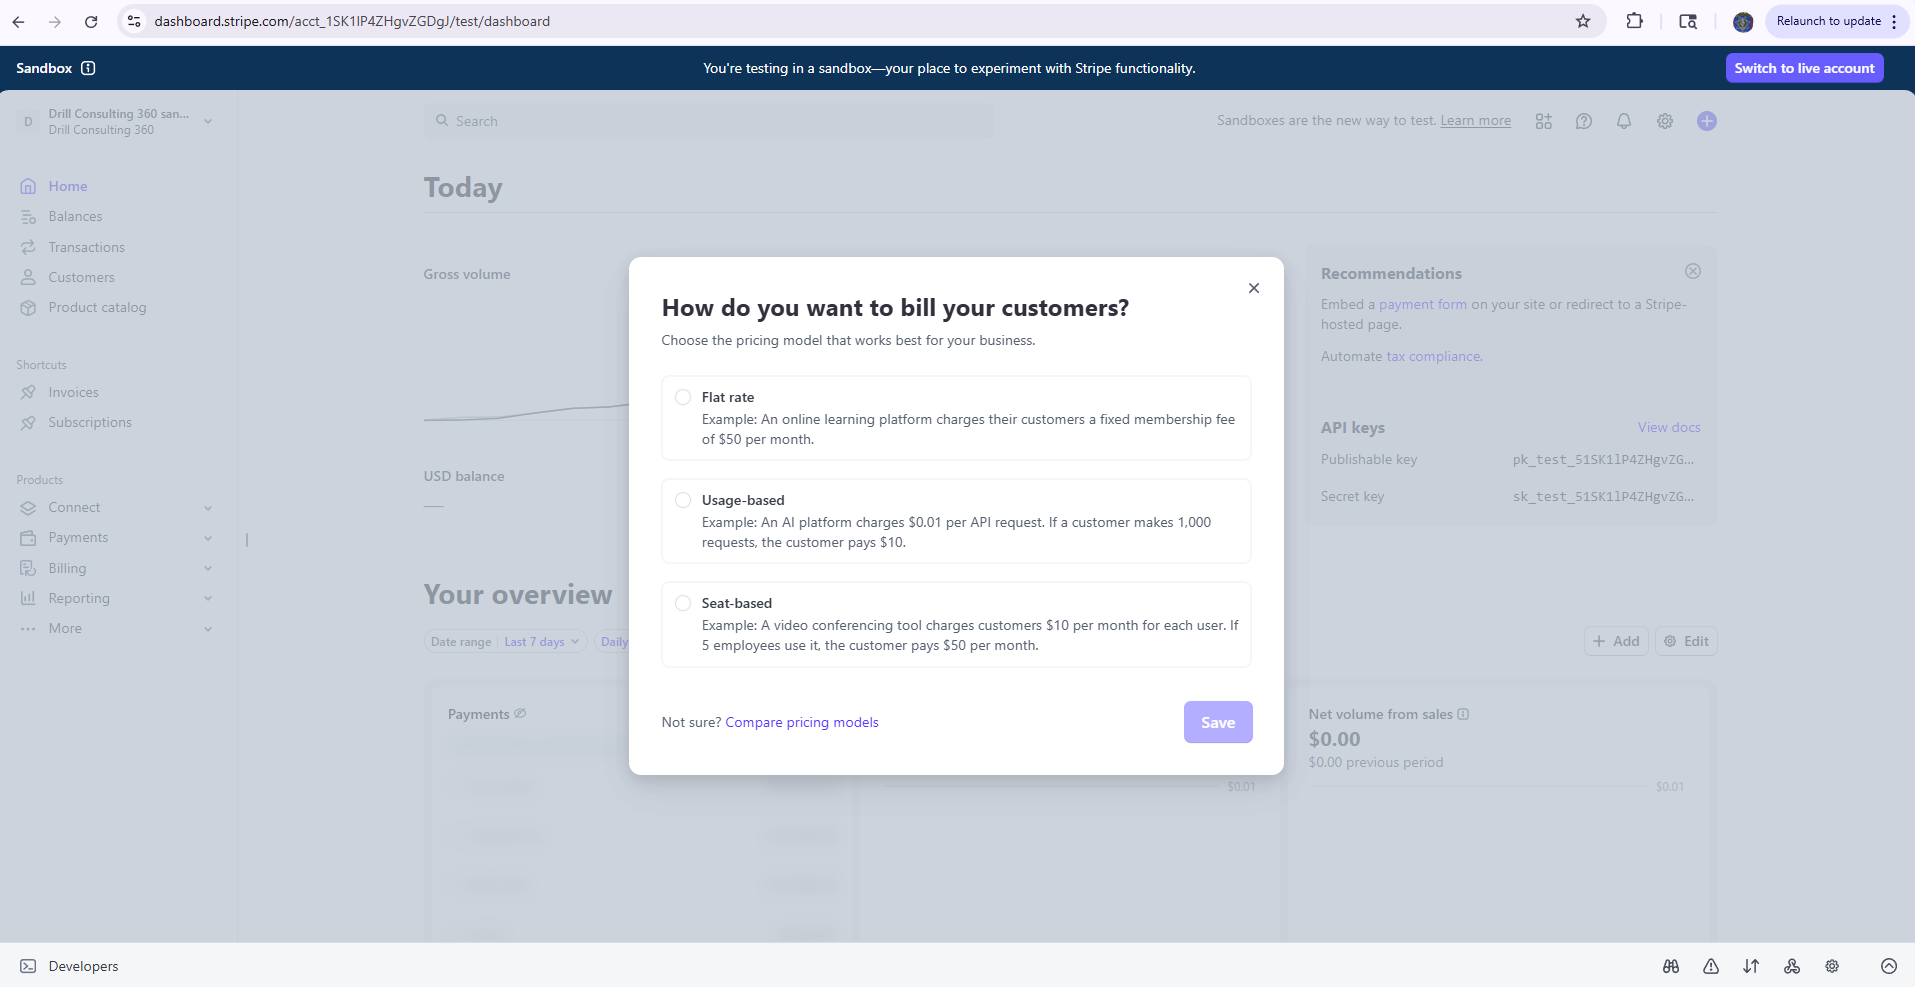 dashboard.stripe.com/acct_1SK1lP4ZHgvZGDgJ/test/dashboard
Relaunch to update
Sandbox
You're testing in a sandbox—your place to experiment with Stripe functionality.
Switch to live account
D
Drill Consulting 360 san...
Drill Consulting 360
Search
Sandboxes are the new way to test. Learn more
Home
Balances
Transactions
Customers
Product catalog
Shortcuts
Invoices
Subscriptions
Products
Connect
Payments
Billing
Reporting
More
Today
Gross volume
USD balance
Your overview
Date range
Last 7 days
Daily
Add
Edit
Payments
$0.01
Net volume from sales
$0.00
$0.00 previous period
$0.01
Recommendations
Embed a payment form on your site or redirect to a Stripe-
hosted page.
Automate tax compliance.
API keys
View docs
Publishable key
pk_test_51SK1lP4ZHgvZG...
Secret key
sk_test_51SK1lP4ZHgvZG...
How do you want to bill your customers?
Choose the pricing model that works best for your business.
Flat rate
Example: An online learning platform charges their customers a fixed membership fee
of $50 per month.
Usage-based
Example: An AI platform charges $0.01 per API request. If a customer makes 1,000
requests, the customer pays $10.
Seat-based
Example: A video conferencing tool charges customers $10 per month for each user. If
5 employees use it, the customer pays $50 per month.
Not sure? Compare pricing models
Save
Developers